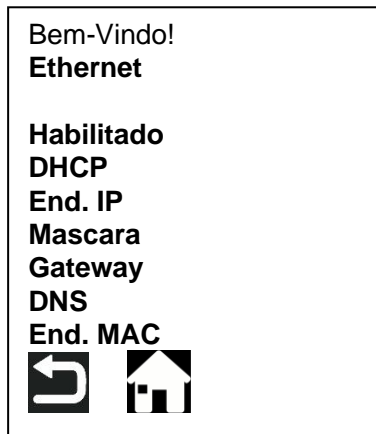 Bem-Vindo!
Ethernet
Habilitado
DHCP
End. IP
Mascara
Gateway
DNS
End. MAC